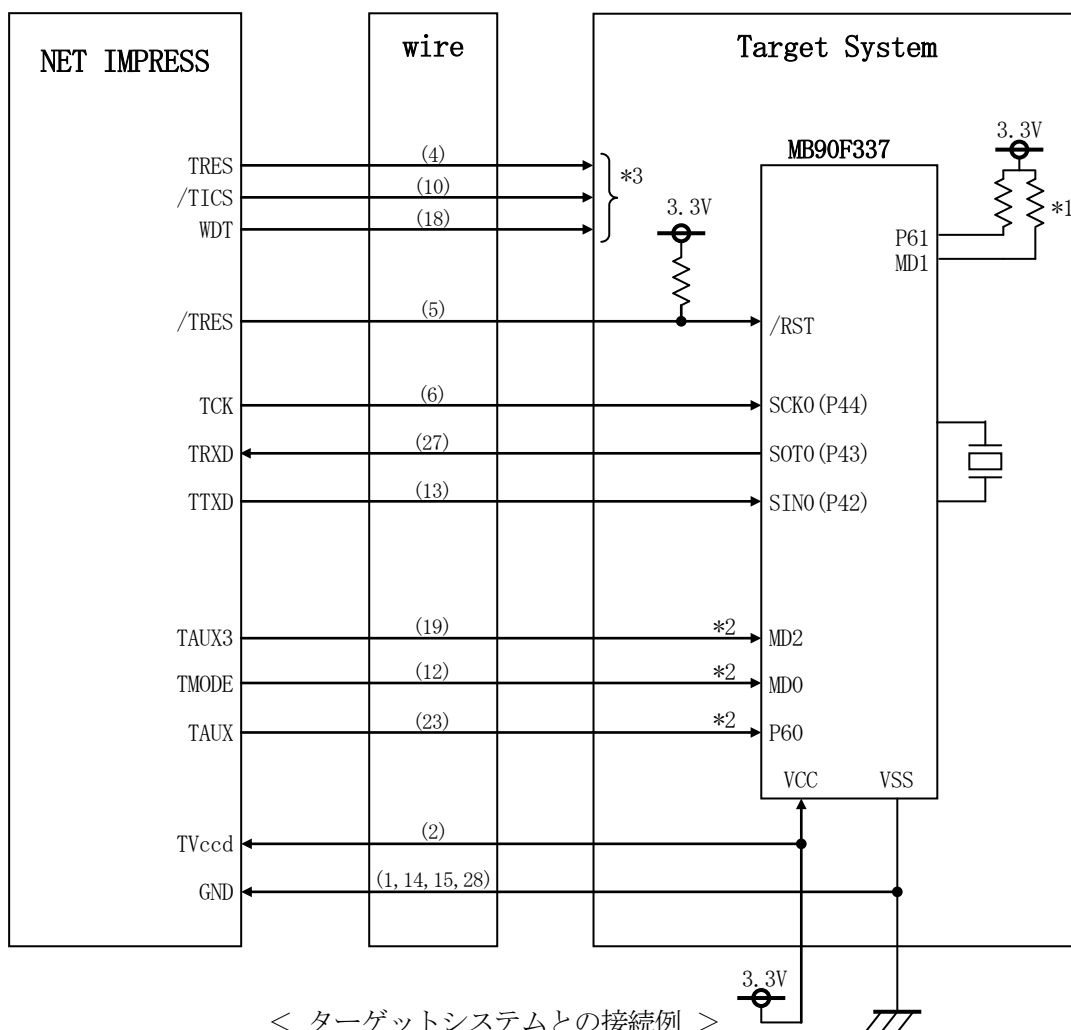 NET IMPRESS
wire
Target System
3.3V
MB90F337
TRES
(4)
*3
/TICS
(10)
WDT
(18)
3.3V
*1
P61
MD1
/TRES
(5)
/RST
TCK
(6)
SCK0(P44)
TRXD
(27)
SOT0(P43)
TTXD
(13)
SIN0(P42)
TAUX3
(19)
*2
MD2
TMODE
(12)
*2
MD0
TAUX
(23)
*2
P60
VCC
VSS
TVccd
(2)
GND
(1,14,15,28)
3.3V
< ターゲットシステムとの接続例 >